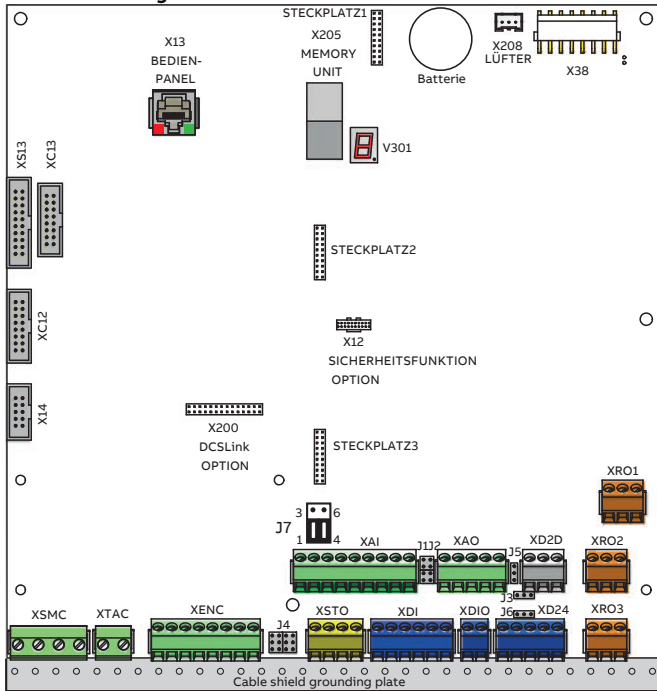 STECKPLATZ1
X13
BEDIEN-
PANEL
X205
MEMORY
UNIT
Batterie
X208
LÜFTER
X38
V301
XS13
XC13
STECKPLATZ2
XC12
X12
SICHERHEITSFUNKTION
OPTION
X14
X200
DCSLink
OPTION
STECKPLATZ3
XRO1
3 6
J7
1 4
XAI
J1J2
XAO
J5
XD2D
XRO2
J3
XSMC
XTAC
XENC
J4
XSTO
XDI
XDIO
J6
XD24
XRO3
Cable shield grounding plate